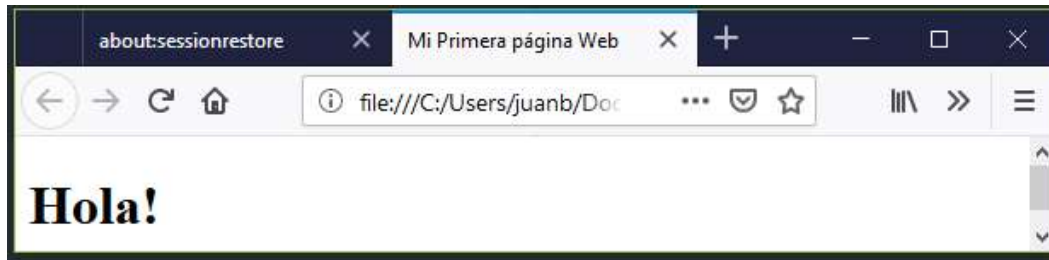 about:sessionrestore
Mi Primera página Web
file:///C:/Users/juanb/Doc
Hola!